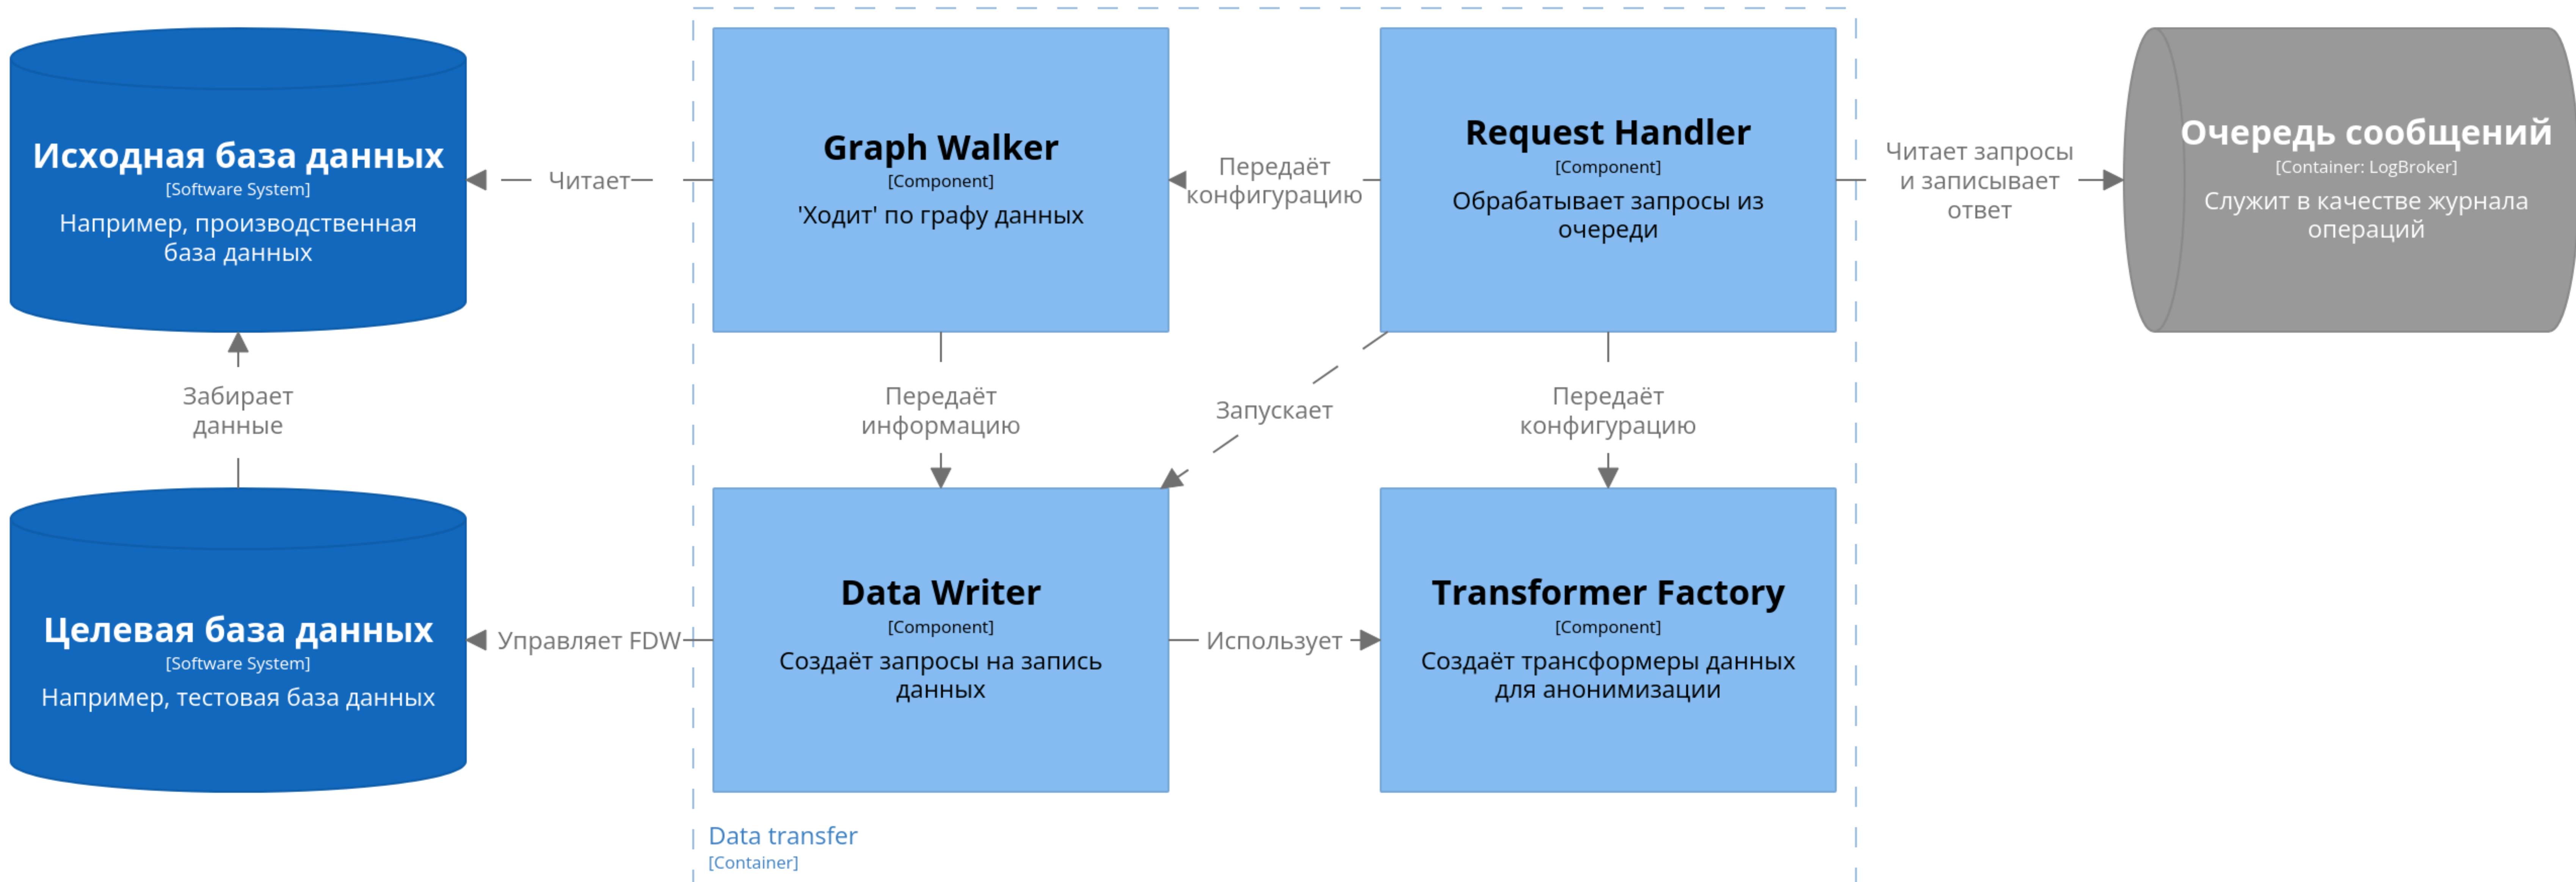 Исходная база данных
[Software System]
Например, производственная
база данных
Читает
Graph Walker
[Component]
'Ходит' по графу данных
Передаёт
конфигурацию
Request Handler
[Component]
Обрабатывает запросы из
очереди
Читает запросы
и записывает
ответ
Очередь сообщений
[Container: LogBroker]
Служит в качестве журнала
операций
Забирает
данные
Передаёт
информацию
Запускает
Передаёт
конфигурацию
Целевая база данных
[Software System]
Например, тестовая база данных
Управляет FDW
Data Writer
[Component]
Создаёт запросы на запись
данных
Использует
Transformer Factory
[Component]
Создаёт трансформеры данных
для анонимизации
Data transfer
[Container]